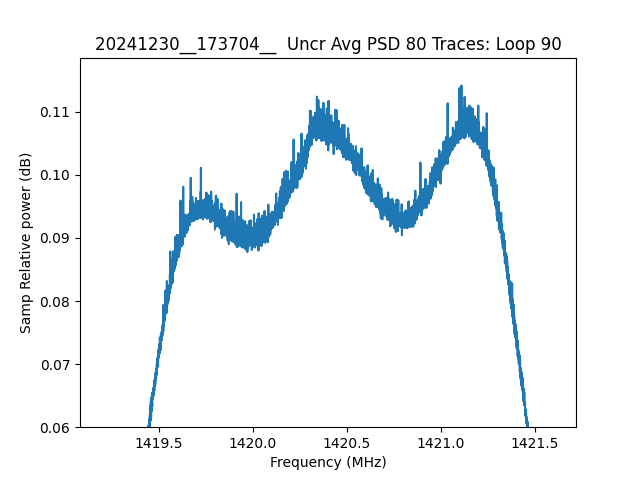 20241230__173704__  Uncr Avg PSD 80 Traces: Loop 90
Samp Relative power (dB)
0.11
0.10
0.09
0.08
0.07
0.06
1419.5 1420.0 1420.5 1421.0 1421.5
Frequency (MHz)